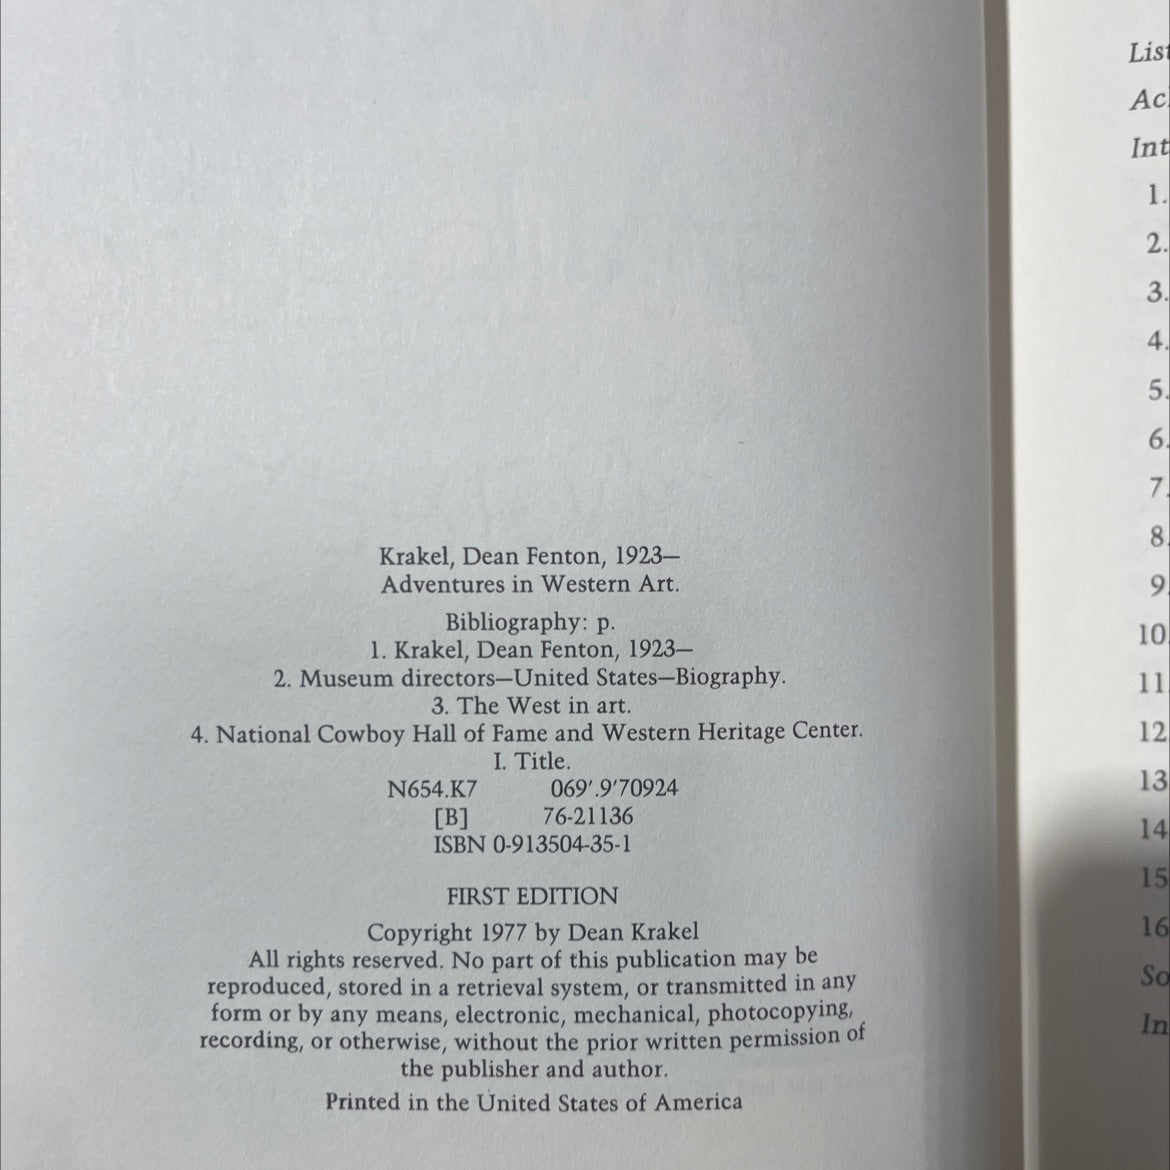 Krakel, Dean Fenton, 1923—
Adventures in Western Art.
Bibliography: p.
1. Krakel, Dean Fenton, 1923—
2. Museum directors—United States—Biography.
3. The West in art.
4. National Cowboy Hall of Fame and Western Heritage Center.
I. Title.
N654.K7 069′.9′70924
[B] 76-21136
ISBN 0-913504-35-1
FIRST EDITION
Copyright 1977 by Dean Krakel
All rights reserved. No part of this publication may be
reproduced, stored in a retrieval system, or transmitted in any
form or by any means, electronic, mechanical, photocopying,
recording, or otherwise, without the prior written permission of
the publisher and author.
Printed in the United States of America
List
Ac
Int
1.
2.
3.
4.
5.
6.
7.
8.
9.
10
11
12
13
14
15
16
So
In